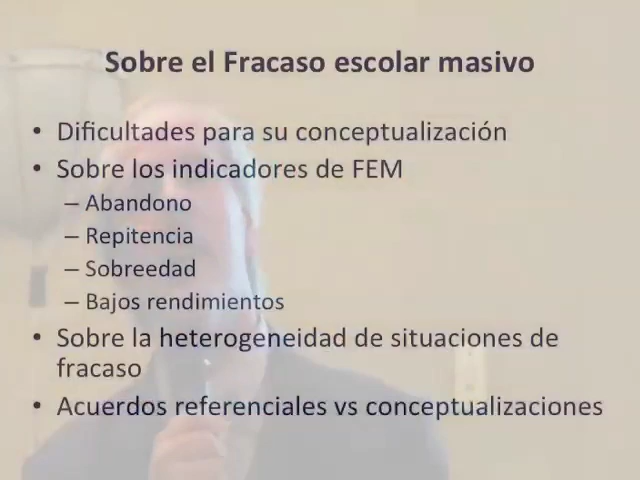 Sobre el Fracaso escolar masivo
• Dificultades para su conceptualización
• Sobre los indicadores de FEM
– Abandono
– Repitencia
– Sobreedad
– Bajos rendimientos
• Sobre la heterogeneidad de situaciones de
fracaso
• Acuerdos referenciales vs conceptualizaciones